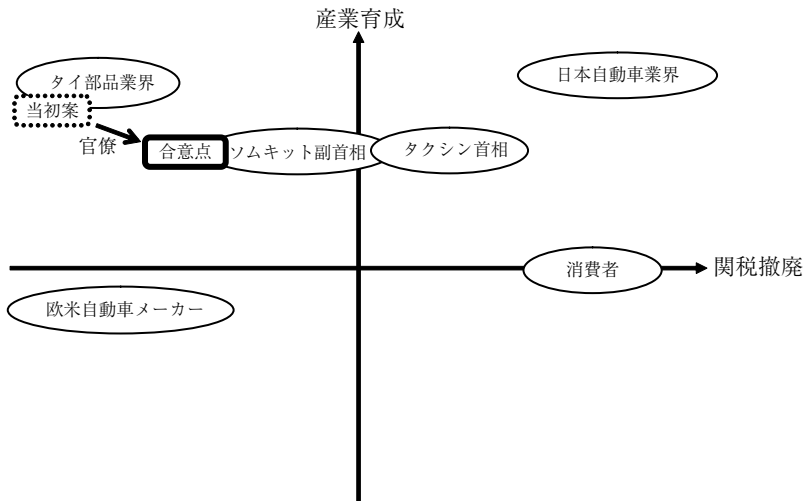 産業育成
タイ部品業界
日本自動車業界
当初案
官僚
合意点
ソムキット副首相
タクシン首相
消費者
関税撤廃
欧米自動車メーカー